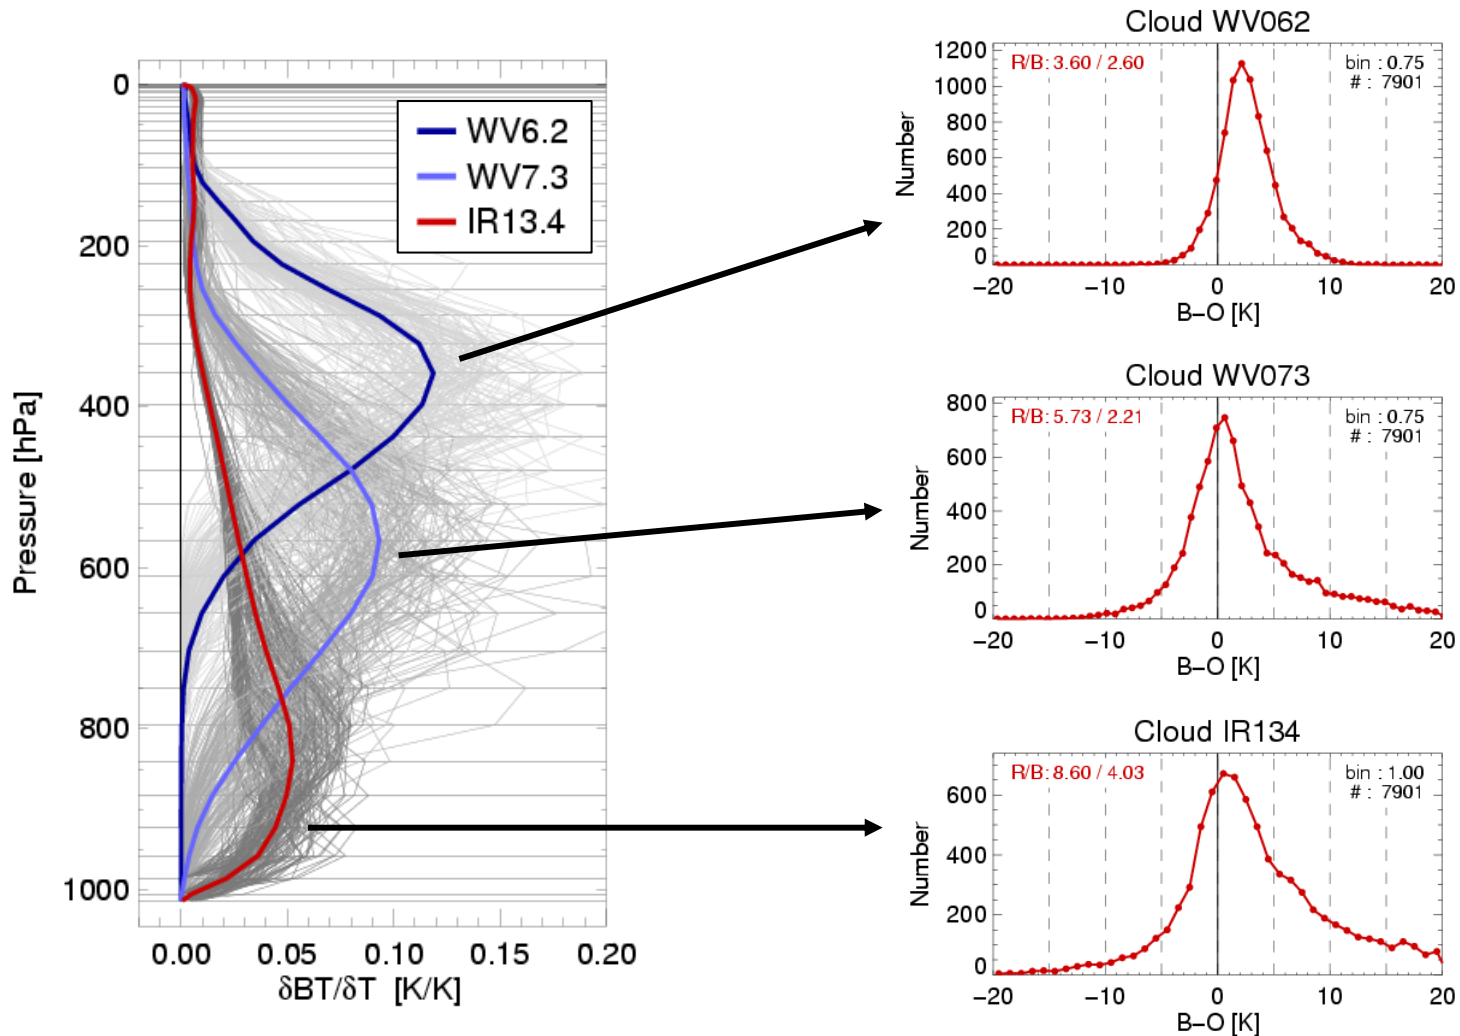 0
200
400
600
800
1000
Pressure [hPa]
0.00 0.05 0.10 0.15 0.20
δBT/δT [K/K]
WV6.2
WV7.3
IR13.4
Cloud WV062
R/B: 3.60 / 2.60
bin : 0.75
# : 7901
1200
1000
800
600
400
200
0
Number
−20 −10 0 10 20
B−O [K]
Cloud WV073
R/B: 5.73 / 2.21
bin : 0.75
# : 7901
800
600
400
200
0
Number
−20 −10 0 10 20
B−O [K]
Cloud IR134
R/B: 8.60 / 4.03
bin : 1.00
# : 7901
600
400
200
0
Number
−20 −10 0 10 20
B−O [K]